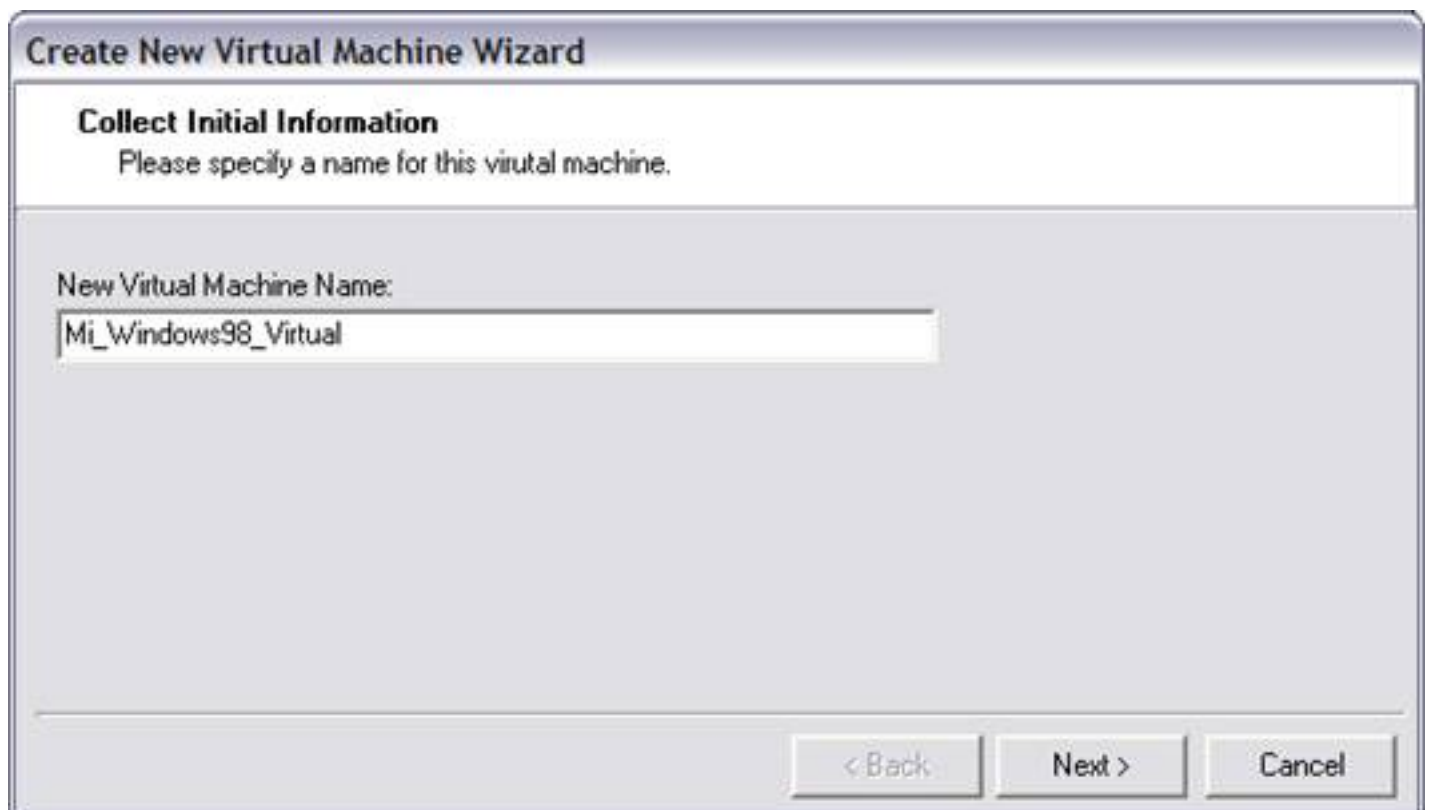 Create New Virtual Machine Wizard
Collect Initial Information
Please specify a name for this virutal machine.
New Virtual Machine Name:
Mi_Windows98_Virtual
< Back
Next >
Cancel